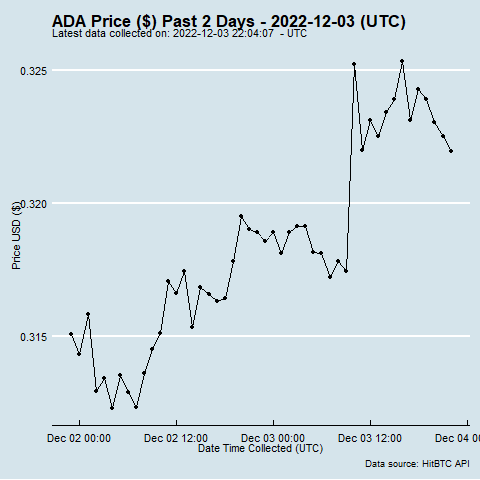 ADA Price ($) Past 2 Days - 2022-12-03 (UTC)
Latest data collected on: 2022-12-03 22:04:07 - UTC
0.325
0.320
0.315
Price USD ($)
Dec 02 00:00 Dec 02 12:00 Dec 03 00:00 Dec 03 12:00 Dec 04 0
Date Time Collected (UTC)
Data source: HitBTC API